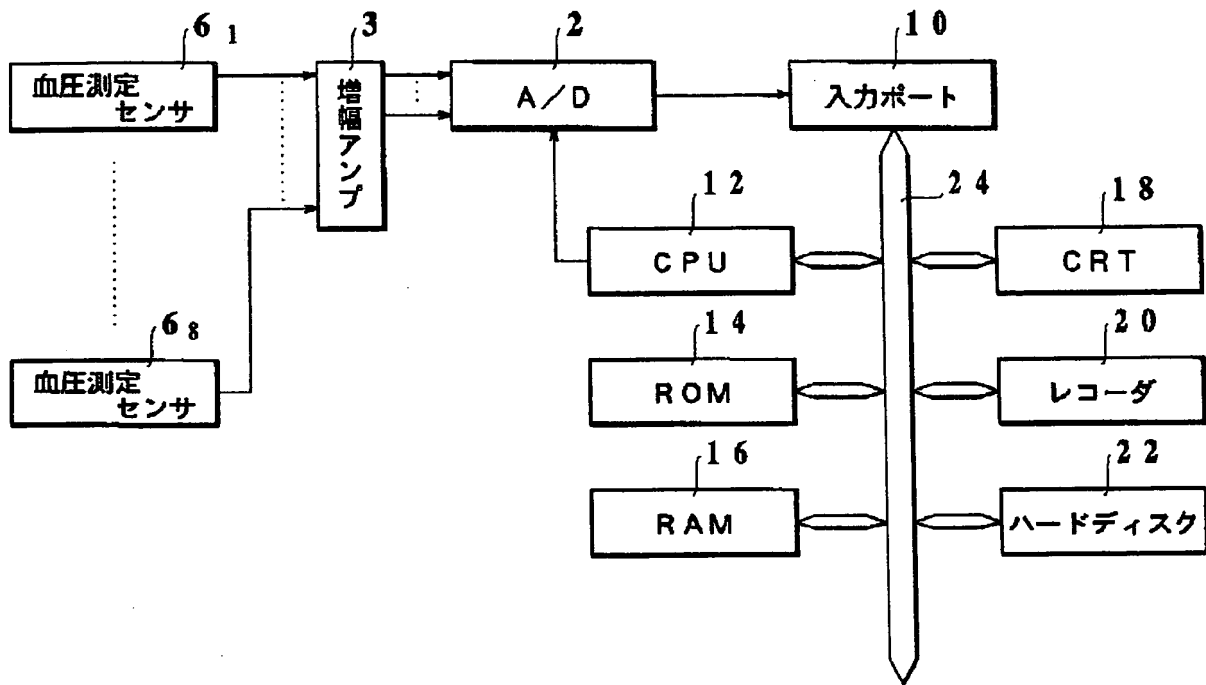 6 1
血圧測定
センサ
3
増幅アンプ
2
A/D
10
入力ポート
24
12
CPU
18
CRT
6 8
血圧測定
センサ
14
ROM
20
レコーダ
16
RAM
22
ハードディスク